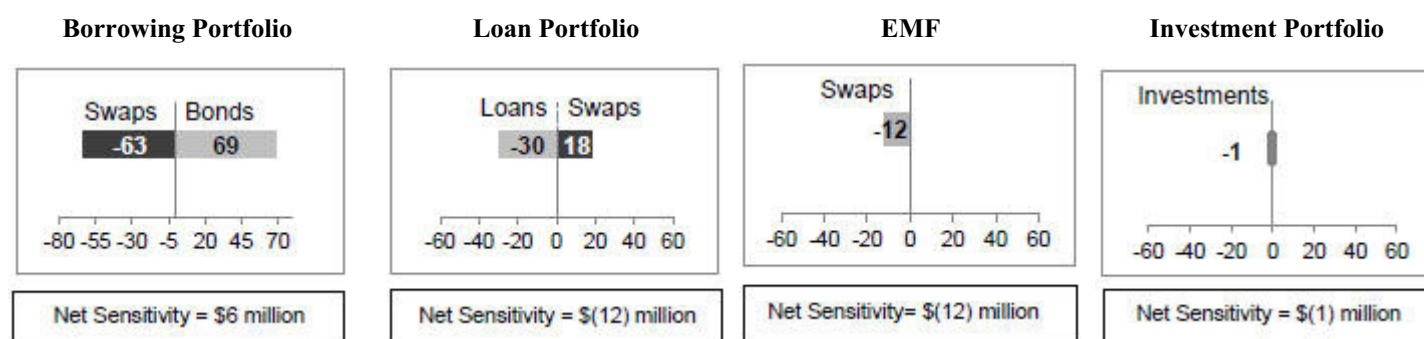 Borrowing Portfolio
Swaps Bonds
-63 69
-80 -55 -30 -5 20 45 70
Net Sensitivity = $6 million
Loan Portfolio
Loans Swaps
-30 18
-60 -40 -20 0 20 40 60
Net Sensitivity = $(12) million
EMF
Swaps
-12
-60 -40 -20 0 20 40 60
Net Sensitivity= $(12) million
Investment Portfolio
Investments
-1
-60 -40 -20 0 20 40 60
Net Sensitivity = $(1) million